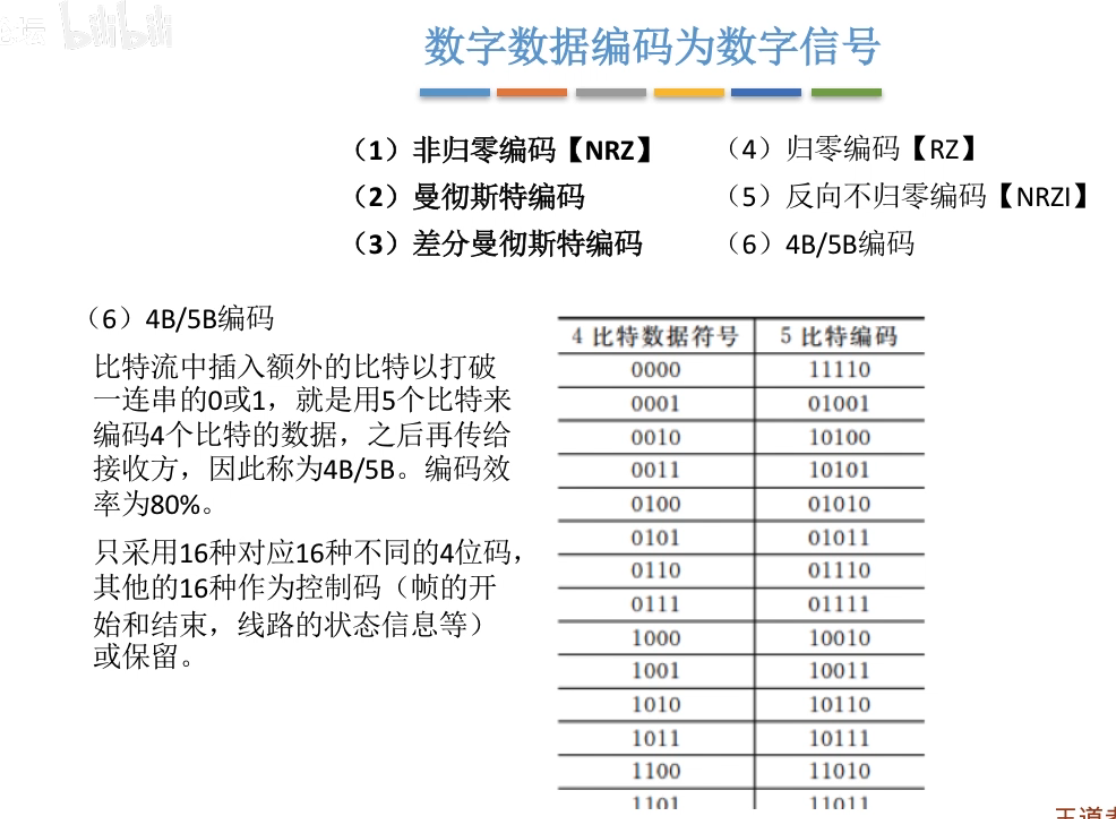 坛 bilibili
数字数据编码为数字信号
（1）非归零编码【NRZ】 （4）归零编码【RZ】
（2）曼彻斯特编码 （5）反向不归零编码【NRZI】
（3）差分曼彻斯特编码 （6）4B/5B编码
（6）4B/5B编码
比特流中插入额外的比特以打破
一连串的0或1，就是用5个比特来
编码4个比特的数据，之后再传给
接收方，因此称为4B/5B。编码效
率为80%。
只采用16种对应16种不同的4位码，
其他的16种作为控制码（帧的开
始和结束，线路的状态信息等）
或保留。
4 比特数据符号 5 比特编码
0000 11110
0001 01001
0010 10100
0011 10101
0100 01010
0101 01011
0110 01110
0111 01111
1000 10010
1001 10011
1010 10110
1011 10111
1100 11010
1101 11011
王道